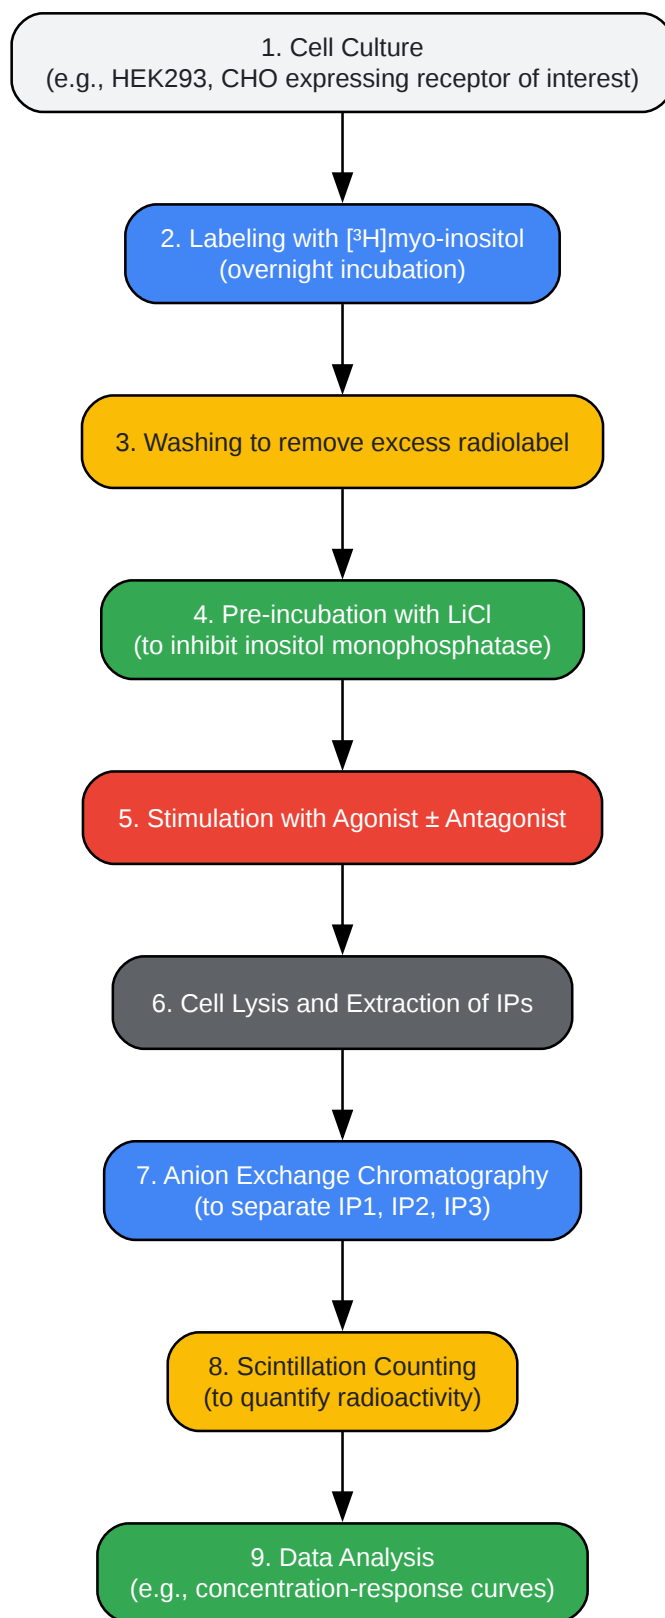 1. Cell Culture
(e.g., HEK293, CHO expressing receptor of interest)
2. Labeling with [³H]myo-inositol
(overnight incubation)
3. Washing to remove excess radiolabel
4. Pre-incubation with LiCl
(to inhibit inositol monophosphatase)
5. Stimulation with Agonist ± Antagonist
6. Cell Lysis and Extraction of IPs
7. Anion Exchange Chromatography
(to separate IP1, IP2, IP3)
8. Scintillation Counting
(to quantify radioactivity)
9. Data Analysis
(e.g., concentration-response curves)